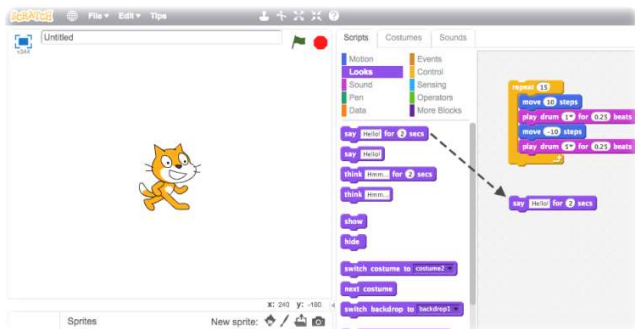 SCRATCH File Edit Tips
v344 Untitled
Scripts Costumes Sounds
Motion Events
Looks Control
Sound Sensing
Pen Operators
Data More Blocks
say Hello! for 2 secs
say Hello!
think Hmm... for 2 secs
think Hmm...
show
hide
switch costume to costume2
next costume
switch backdrop to backdrop1
repeat 15
move 10 steps
play drum 1 for 0.25 beats
move -10 steps
play drum 5 for 0.25 beats
say Hello! for 2 secs
x: 240 y: -180
Sprites New sprite: